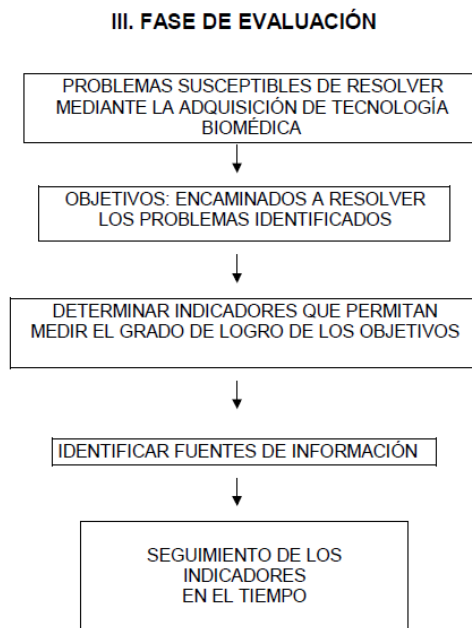 III. FASE DE EVALUACIÓN
PROBLEMAS SUSCEPTIBLES DE RESOLVER
MEDIANTE LA ADQUISICIÓN DE TECNOLOGÍA
BIOMÉDICA
OBJETIVOS: ENCAMINADOS A RESOLVER
LOS PROBLEMAS IDENTIFICADOS
DETERMINAR INDICADORES QUE PERMITAN
MEDIR EL GRADO DE LOGRO DE LOS OBJETIVOS
IDENTIFICAR FUENTES DE INFORMACIÓN
SEGUIMIENTO DE LOS
INDICADORES
EN EL TIEMPO